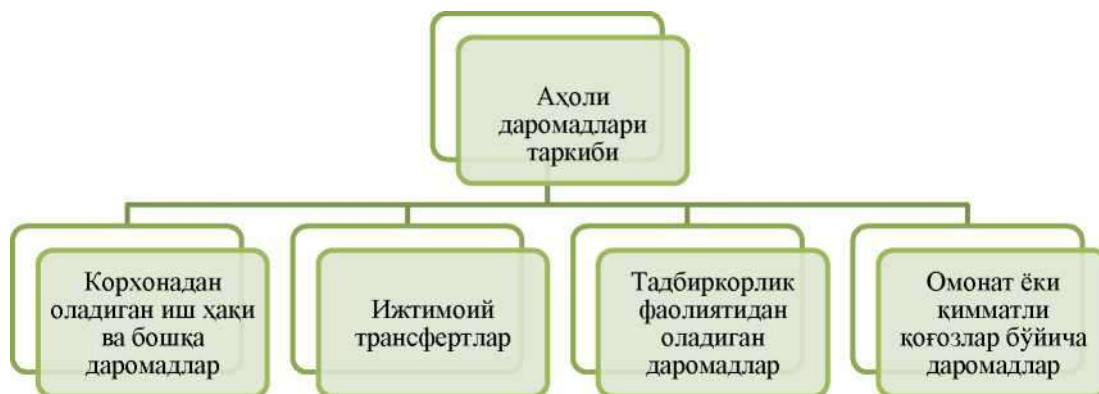 Аҳоли
даромадлари
таркиби
Корхонадан
оладиган иш ҳақи
ва бошқа
даромадлар
Ижтимоий
трансфертлар
Тадбиркорлик
фаолиятидан
оладиган
даромадлар
Омонат ёки
қимматли
қоғозлар бўйича
даромадлар